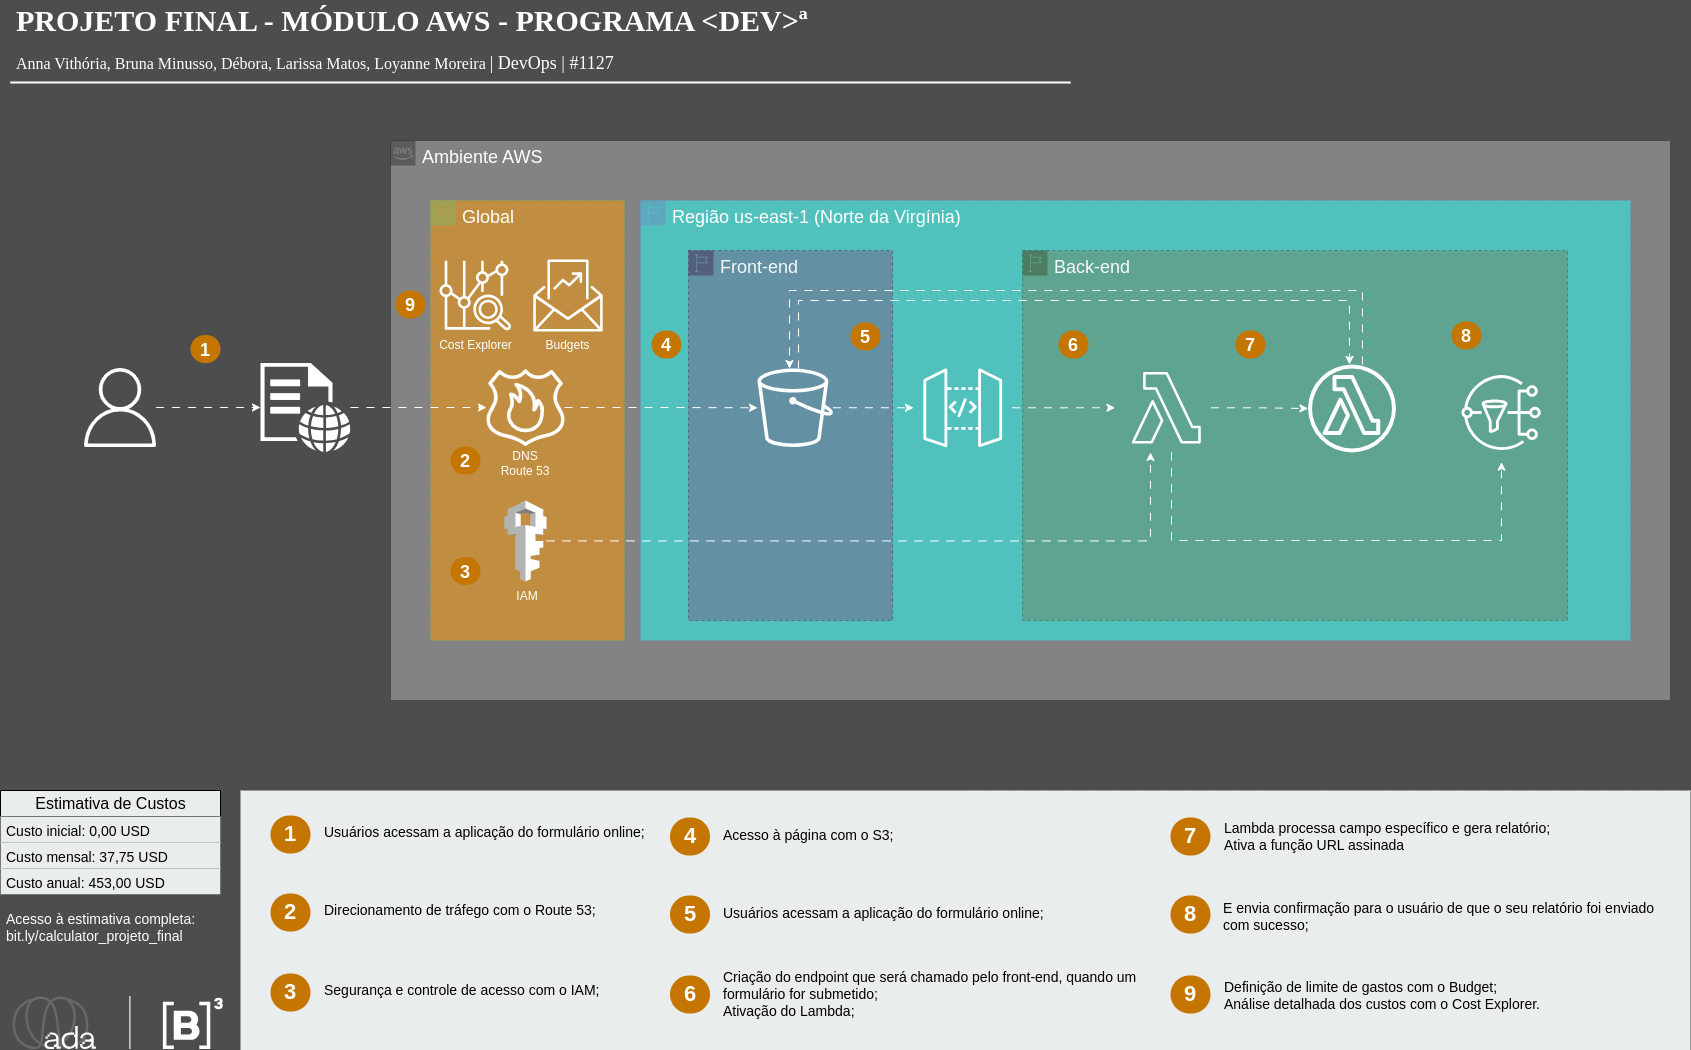 PROJETO FINAL - MÓDULO AWS - PROGRAMA <DEV>ª
Anna Vithória, Bruna Minusso, Débora, Larissa Matos, Loyanne Moreira | DevOps | #1127
aws
Ambiente AWS
Global
Região us-east-1 (Norte da Virgínia)
Front-end
Back-end
9
Cost Explorer
Budgets
1
4
5
6
7
8
2
DNS
Route 53
3
IAM
Estimativa de Custos
Custo inicial: 0,00 USD
Custo mensal: 37,75 USD
Custo anual: 453,00 USD
Acesso à estimativa completa:
bit.ly/calculator_projeto_final
ada
[B]³
1
Usuários acessam a aplicação do formulário online;
2
Direcionamento de tráfego com o Route 53;
3
Segurança e controle de acesso com o IAM;
4
Acesso à página com o S3;
5
Usuários acessam a aplicação do formulário online;
6
Criação do endpoint que será chamado pelo front-end, quando um
formulário for submetido;
Ativação do Lambda;
7
Lambda processa campo específico e gera relatório;
Ativa a função URL assinada
8
E envia confirmação para o usuário de que o seu relatório foi enviado
com sucesso;
9
Definição de limite de gastos com o Budget;
Análise detalhada dos custos com o Cost Explorer.